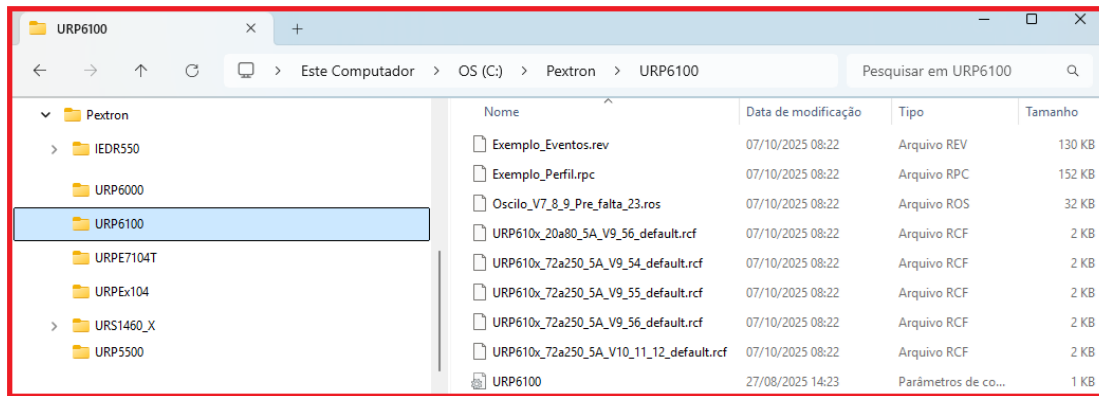 URP6100
Este Computador > OS (C:) > Pextron > URP6100
Pesquisar em URP6100
Pextron
IEDR550
URP6000
URP6100
URPE7104T
URPEx104
URS1460_X
URP5500
Nome Data de modificação Tipo Tamanho
Exemplo_Eventos.rev 07/10/2025 08:22 Arquivo REV 130 KB
Exemplo_Perfil.rpc 07/10/2025 08:22 Arquivo RPC 152 KB
Oscilo_V7_8_9_Pre_falta_23.ros 07/10/2025 08:22 Arquivo ROS 32 KB
URP610x_20a80_5A_V9_56_default.rcf 07/10/2025 08:22 Arquivo RCF 2 KB
URP610x_72a250_5A_V9_54_default.rcf 07/10/2025 08:22 Arquivo RCF 2 KB
URP610x_72a250_5A_V9_55_default.rcf 07/10/2025 08:22 Arquivo RCF 2 KB
URP610x_72a250_5A_V9_56_default.rcf 07/10/2025 08:22 Arquivo RCF 2 KB
URP610x_72a250_5A_V10_11_12_default.rcf 07/10/2025 08:22 Arquivo RCF 2 KB
URP6100 27/08/2025 14:23 Parâmetros de co... 1 KB